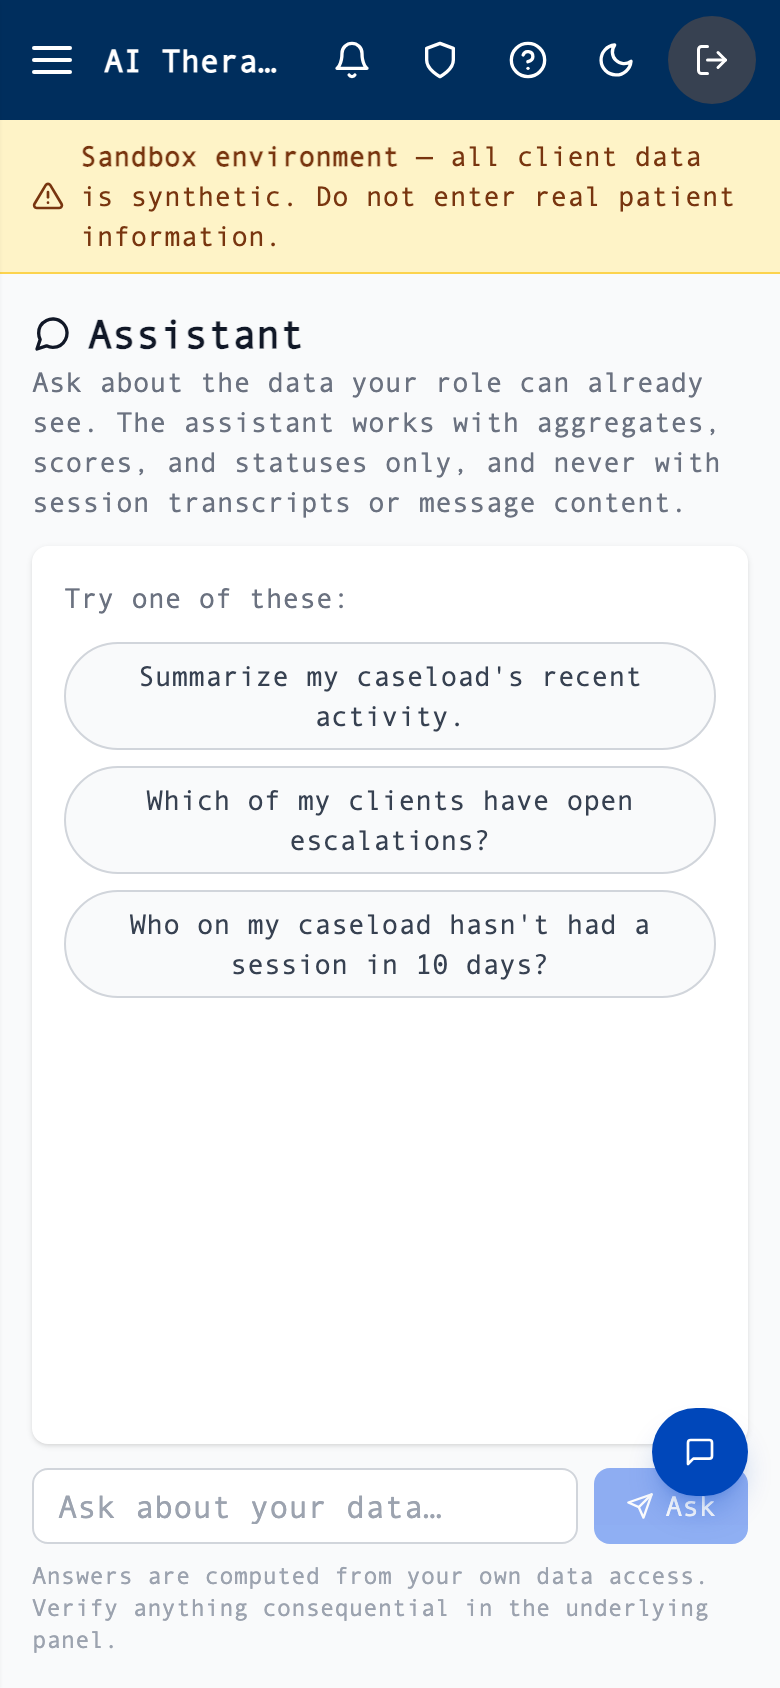 AI Thera…
Sandbox environment — all client data
is synthetic. Do not enter real patient
information.
Assistant
Ask about the data your role can already
see. The assistant works with aggregates,
scores, and statuses only, and never with
session transcripts or message content.
Try one of these:
Summarize my caseload's recent
activity.
Which of my clients have open
escalations?
Who on my caseload hasn't had a
session in 10 days?
Ask about your data…
Ask
Answers are computed from your own data access.
Verify anything consequential in the underlying
panel.